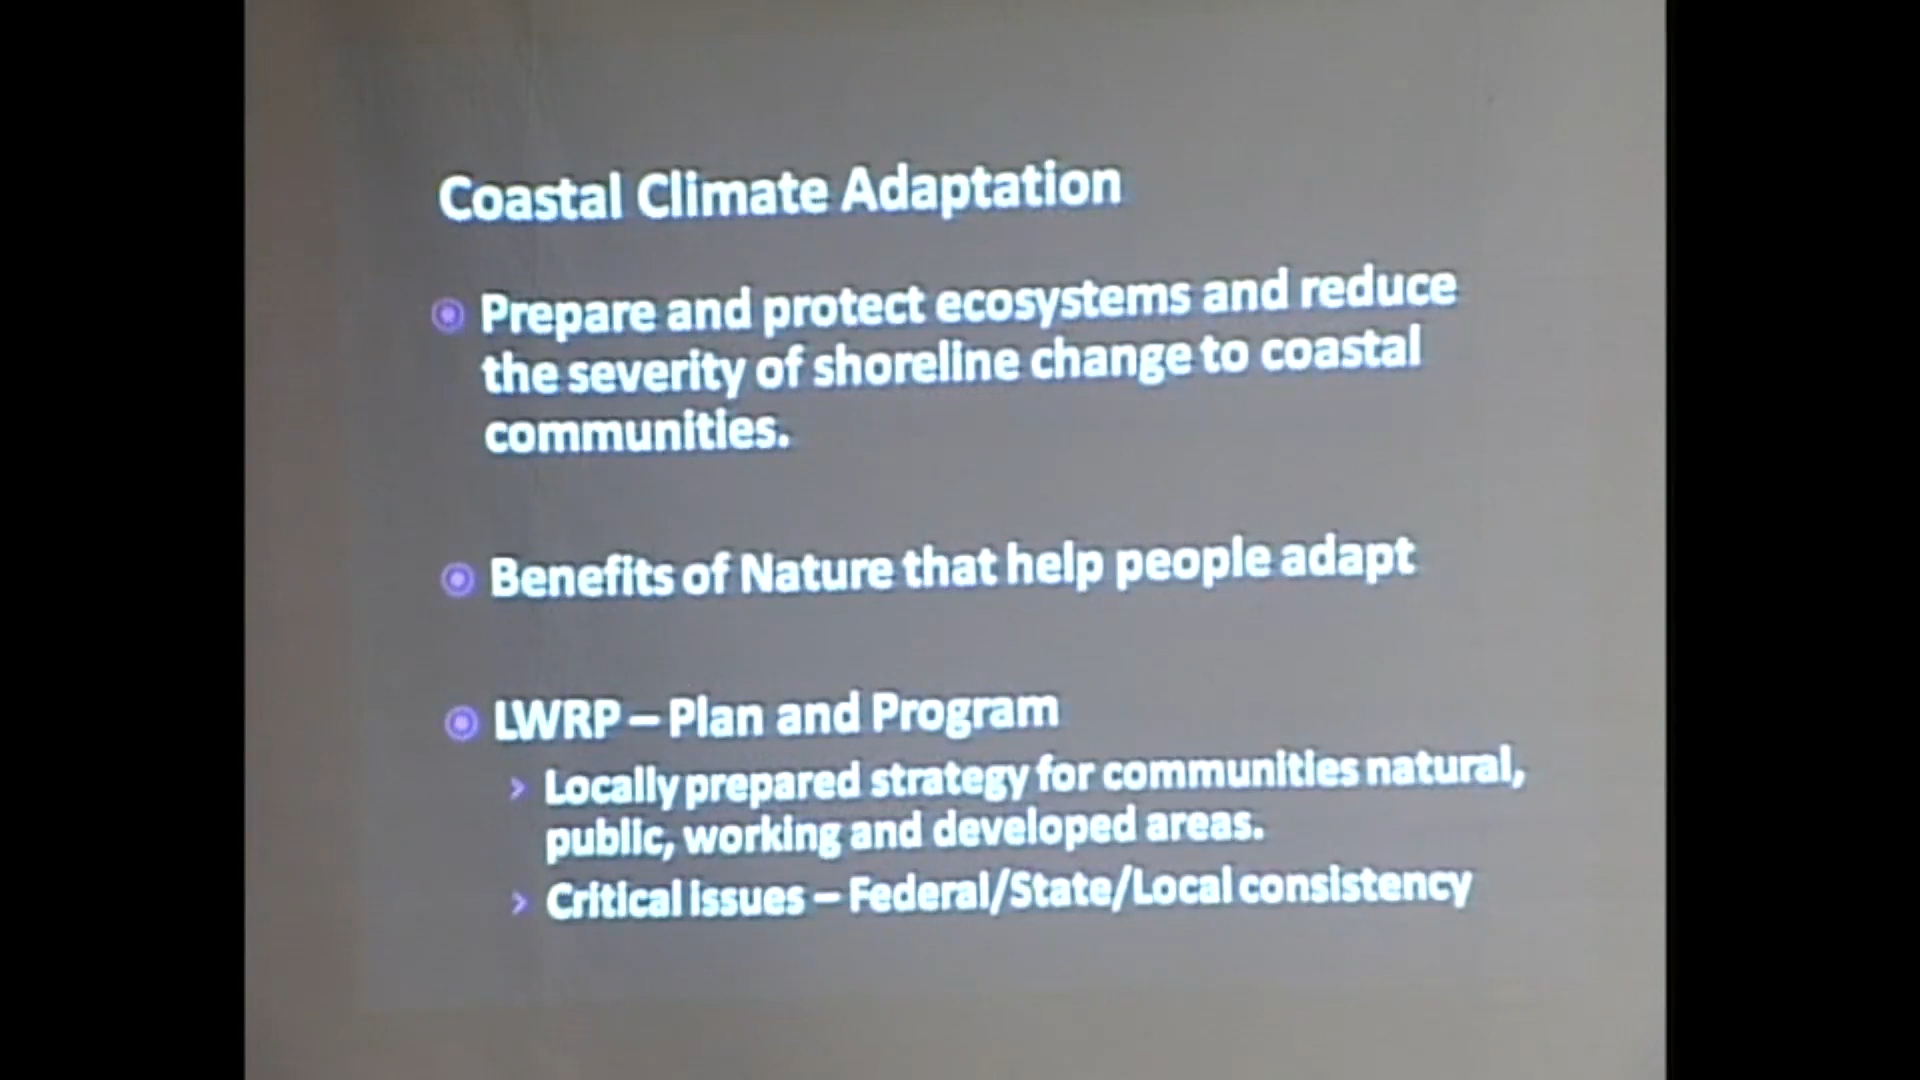 Coastal Climate Adaptation
Prepare and protect ecosystems and reduce
the severity of shoreline change to coastal
communities.
Benefits of Nature that help people adapt
LWRP – Plan and Program
> Locally prepared strategy for communities natural,
public, working and developed areas.
> Critical issues – Federal/State/Local consistency